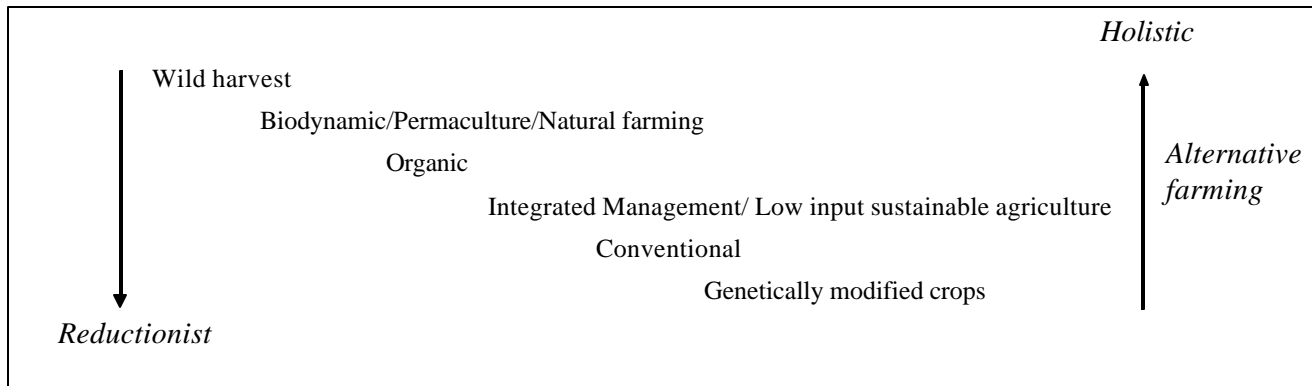 Holistic
Wild harvest
Biodynamic/Permaculture/Natural farming
Organic
Alternative
farming
Integrated Management/ Low input sustainable agriculture
Conventional
Genetically modified crops
Reductionist